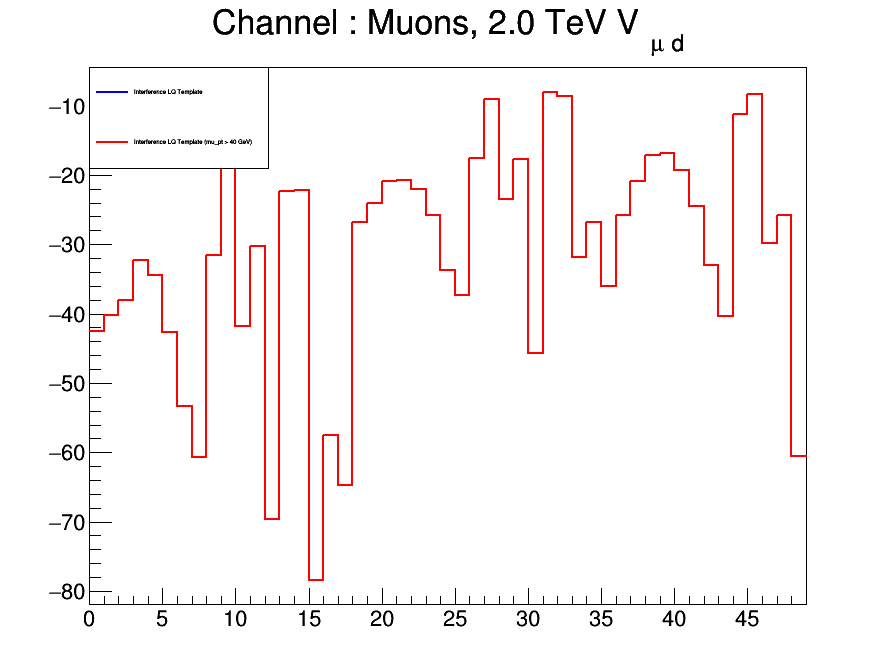 Channel : Muons, 2.0 TeV V μ d
Interference LQ Template
Interference LQ Template (mu_pt > 40 GeV)
−10
−20
−30
−40
−50
−60
−70
−80
0 5 10 15 20 25 30 35 40 45